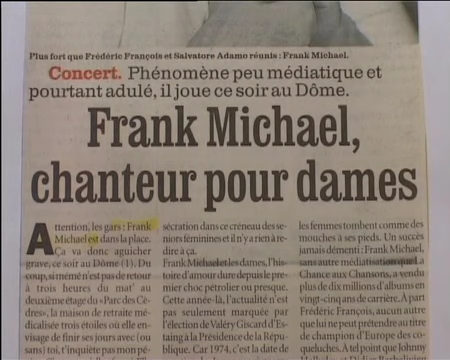 Plus fort que Frédéric François et Salvatore Adamo réunis : Frank Michael.
Concert. Phénomène peu médiatique et
pourtant adulé, il joue ce soir au Dôme.
Frank Michael,
chanteur pour dames
Attention, les gars : Frank
Michael est dans la place.
Ça va donc aguicher
grave, ce soir au Dôme (1). Du
coup, si mémé n'est pas de retour
à trois heures du mat' au
deuxième étage du « Parc des Cè-
dres », la maison de retraite mé-
dicalisée trois étoiles où elle en-
visage de finir ses jours avec (ou
sans) toi, t'inquiète pas mon pé-
sécration dans ce créneau des se-
niors féminines et il n'y a rien à re-
dire à ça.
Frank Michael et les dames, l'his-
toire d'amour dure depuis le pre-
mier choc pétrolier ou presque.
Cette année-là, l'actualité n'est
pas seulement marquée par
l'élection de Valéry Giscard d'Es-
taing à la Présidence de la Répu-
blique. Car 1974, c'est la date de
les femmes tombent comme des
mouches à ses pieds. Un succès
jamais démenti : Frank Michael,
sans autre médiatisation que La
Chance aux Chansons, a vendu
plus de dix millions d'albums en
vingt-cinq ans de carrière. A part
Frédéric François, aucun autre
que lui ne peut prétendre au titre
de champion d'Europe des co-
queluches. A tel point que Johnny